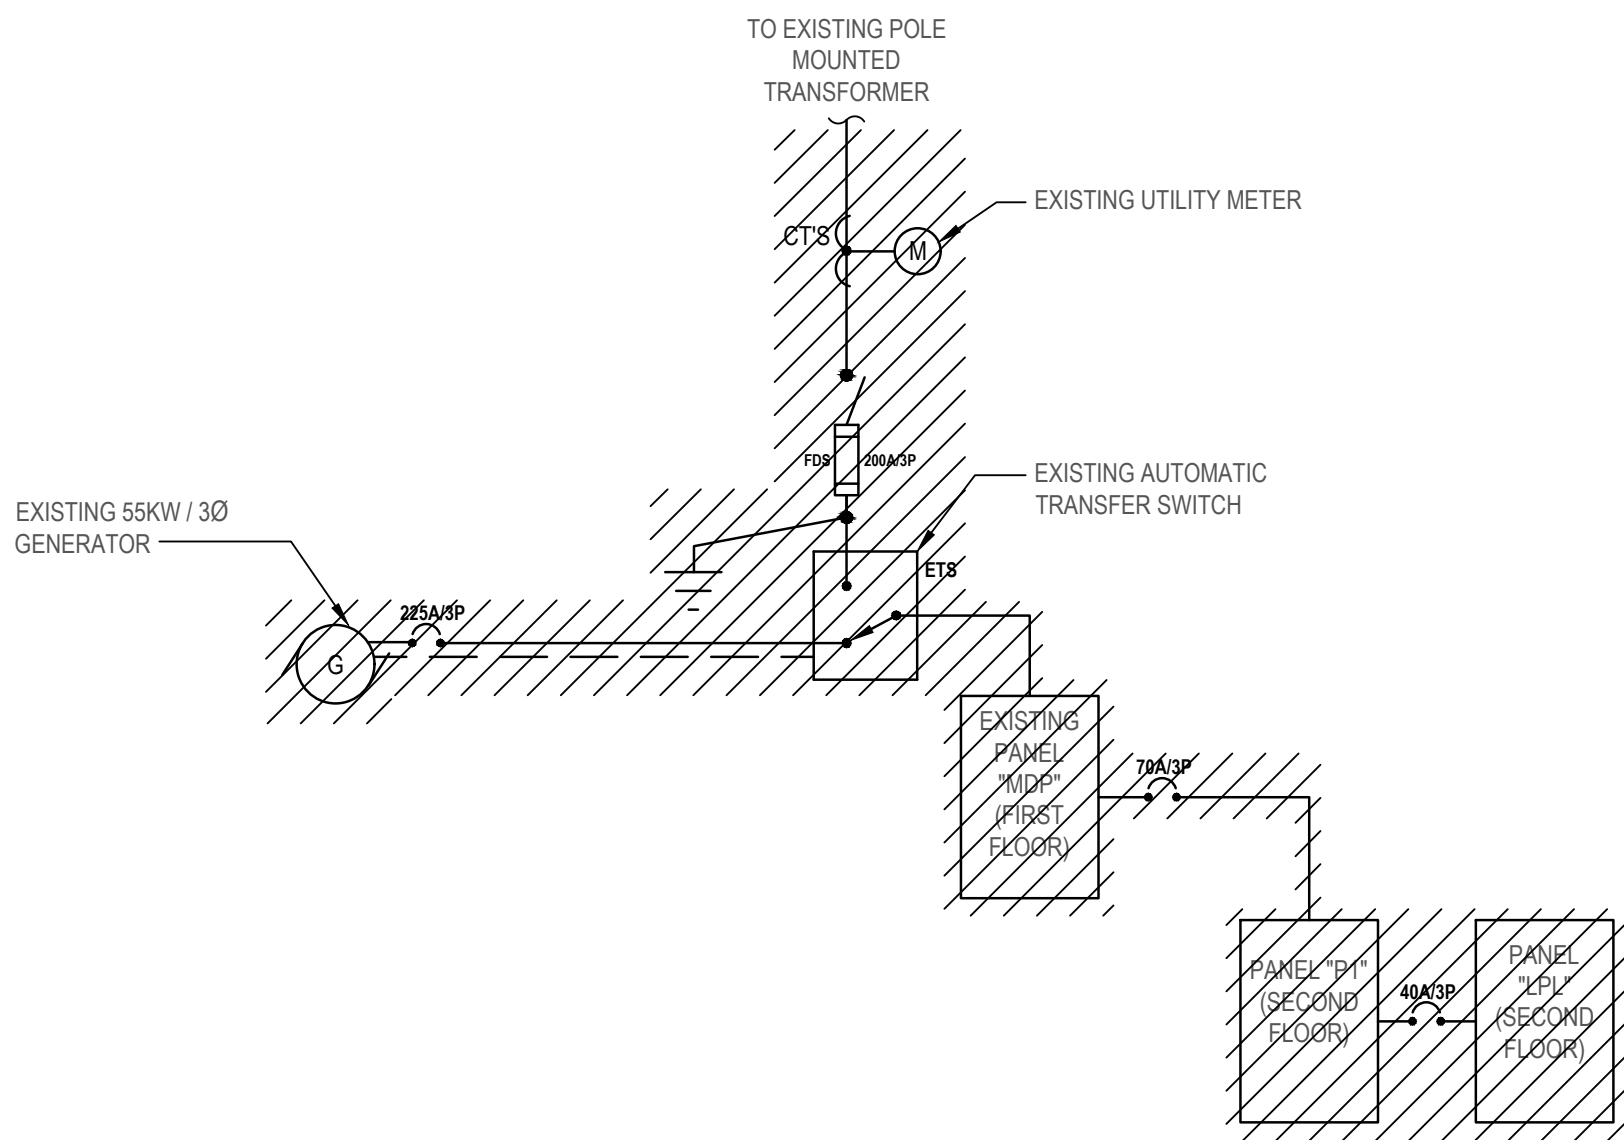 TO EXISTING POLE
MOUNTED
TRANSFORMER
EXISTING UTILITY METER
CT'S
M
FDS
200A/3P
EXISTING AUTOMATIC
TRANSFER SWITCH
EXISTING 55KW / 3Ø
GENERATOR
ETS
225A/3P
G
EXISTING
PANEL
"MDP"
(FIRST
FLOOR)
70A/3P
PANEL "P1"
(SECOND
FLOOR)
40A/3P
PANEL
"LPL"
(SECOND
FLOOR)